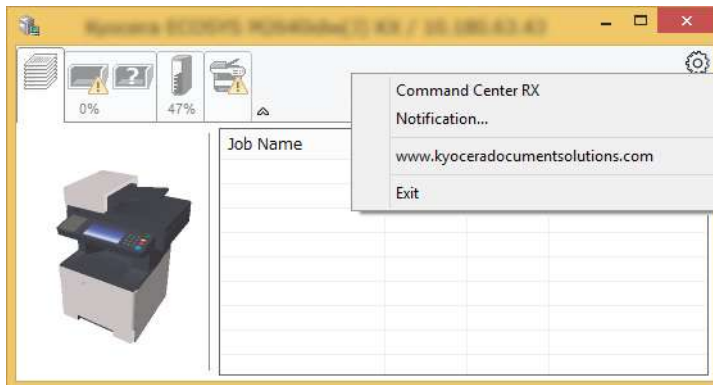 ?
0%
47%
Command Center RX
Notification...
www.kyoceradocumentsolutions.com
Exit
Job Name